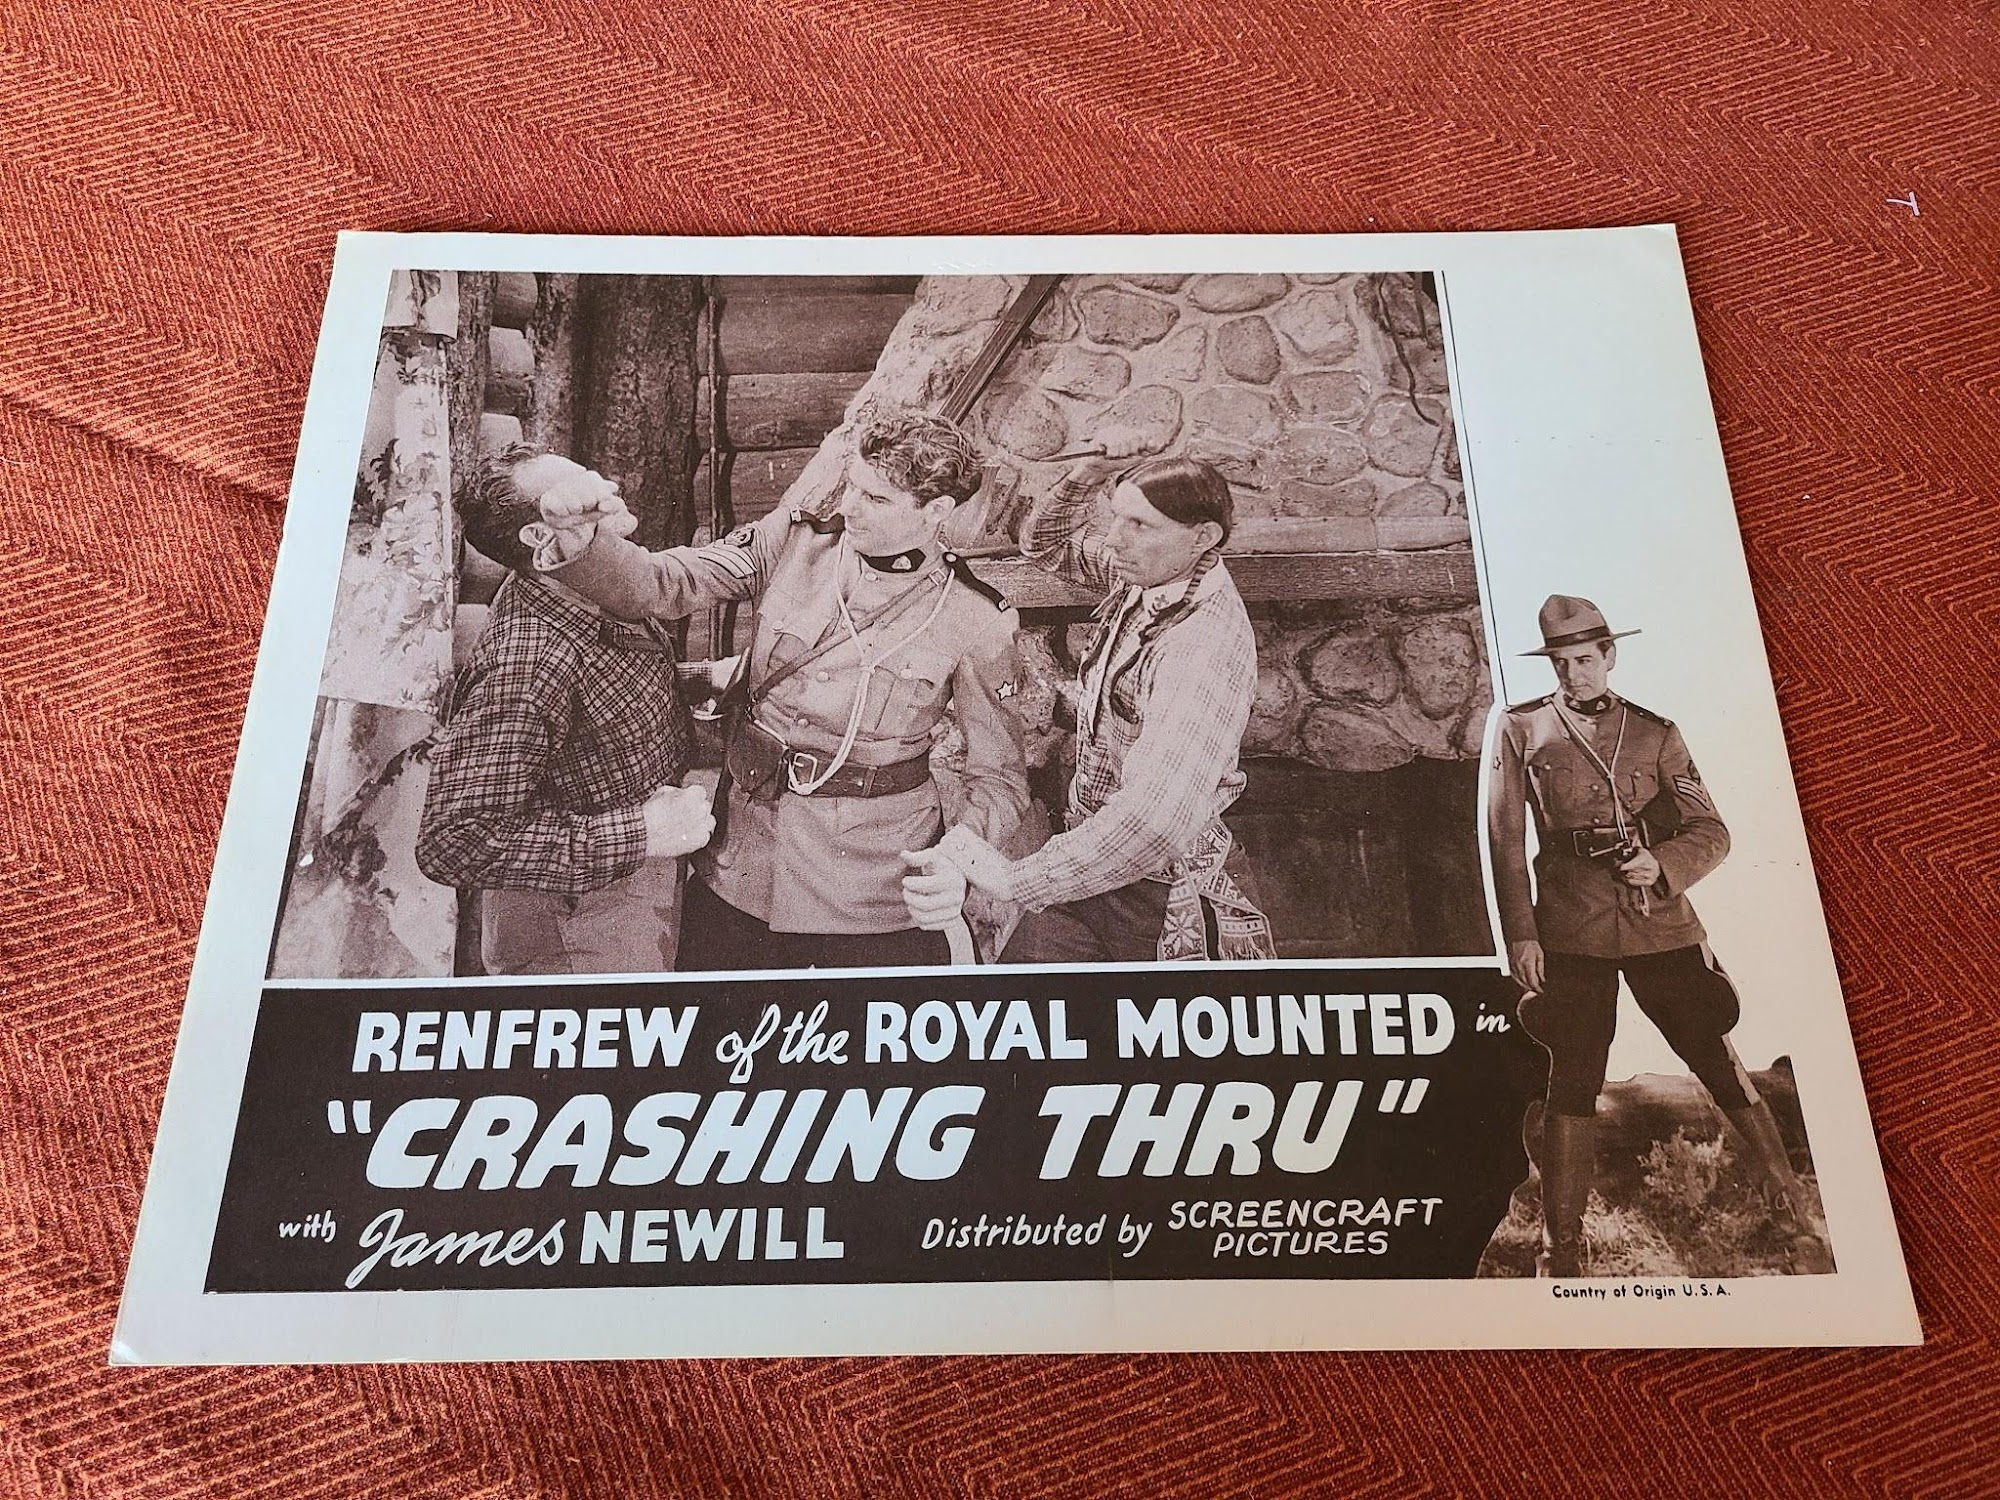 RENFREW of the ROYAL MOUNTED in
"CRASHING THRU"
with James NEWILL
Distributed by SCREENCRAFT
PICTURES
Country of Origin U.S.A.